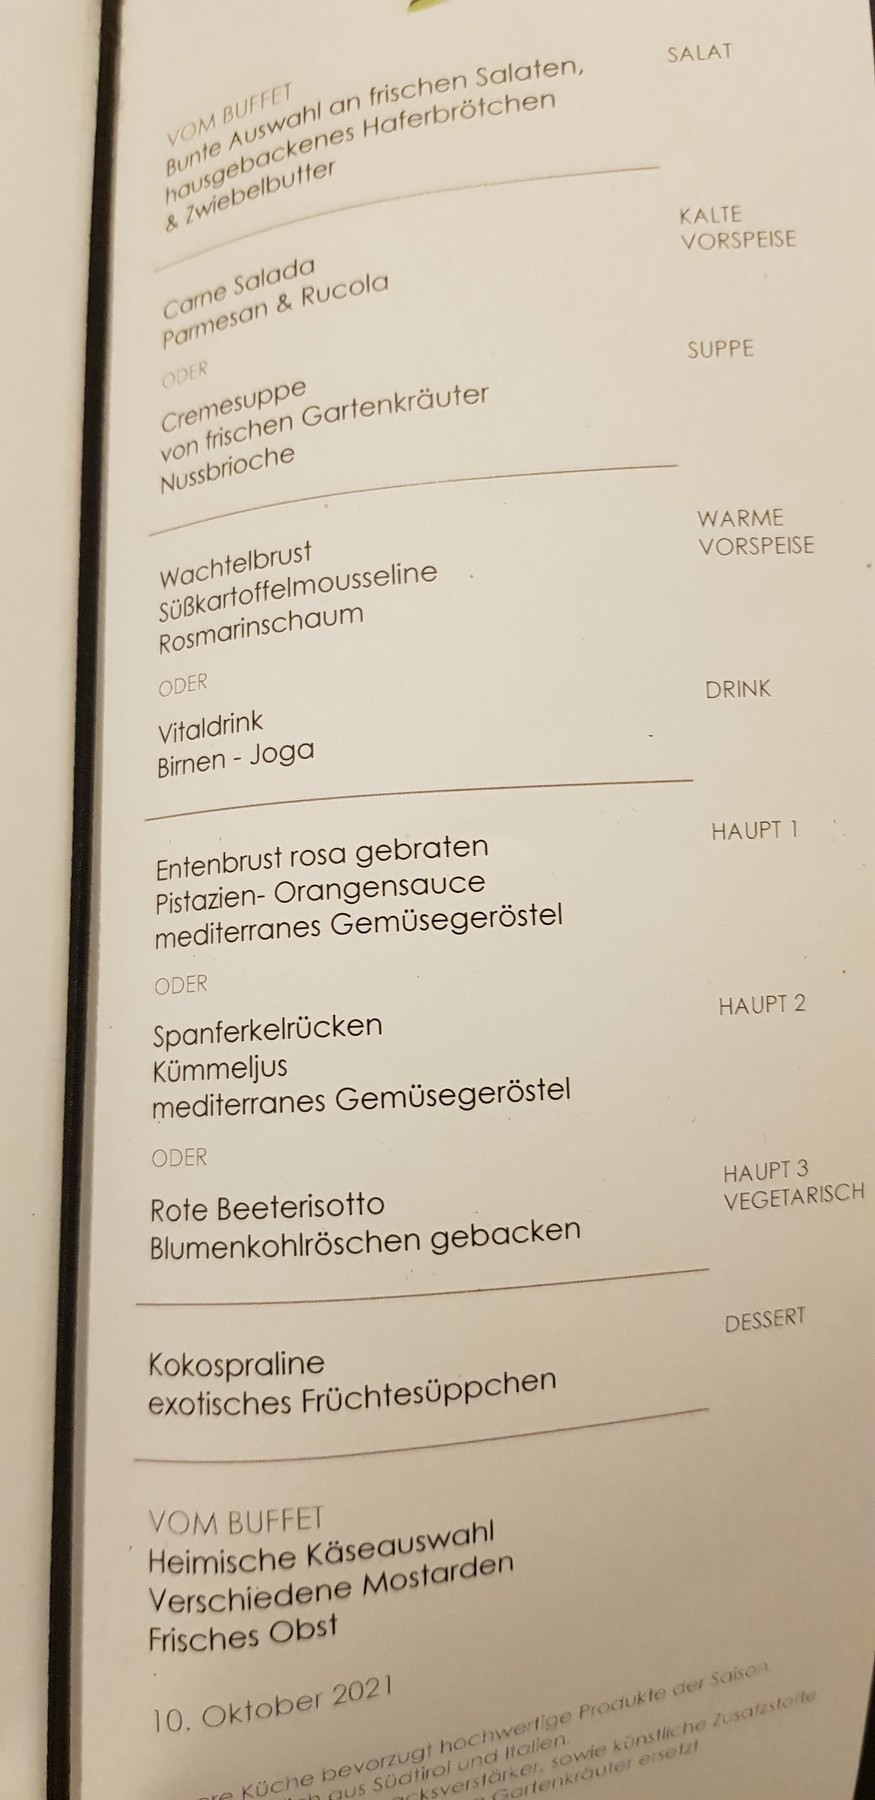 VOM BUFFET
SALAT
Bunte Auswahl an frischen Salaten,
hausgebackenes Haferbrötchen
& Zwiebelbutter
KALTE
VORSPEISE
Carne Salada
Parmesan & Rucola
ODER
SUPPE
Cremesuppe
von frischen Gartenkräuter
Nussbrioche
WARME
VORSPEISE
Wachtelbrust
Süßkartoffelmousseline
Rosmarinschaum
ODER
DRINK
Vitaldrink
Birnen - Joga
HAUPT 1
Entenbrust rosa gebraten
Pistazien- Orangensauce
mediterranes Gemüsegeröstel
ODER
HAUPT 2
Spanferkelrücken
Kümmeljus
mediterranes Gemüsegeröstel
ODER
HAUPT 3
VEGETARISCH
Rote Beeterisotto
Blumenkohlröschen gebacken
DESSERT
Kokospraline
exotisches Früchtesüppchen
VOM BUFFET
Heimische Käseauswahl
Verschiedene Mostarden
Frisches Obst
10. Oktober 2021
Küche bevorzugt hochwertige Produkte der Saison
aus Südtirol und Italien.
sowie künstliche Zusatzstoffe
Gartenkräuter ersetzt.